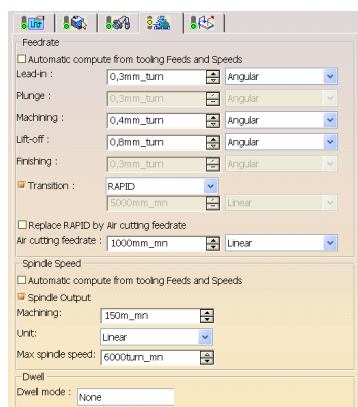 Feedrate
Automatic compute from tooling Feeds and Speeds
Lead-in : 0,3mm_turn Angular
Plunge : 0,3mm_turn Angular
Machining : 0,4mm_turn Angular
Lift-off : 0,8mm_turn Angular
Finishing : 0,3mm_turn Angular
Transition : RAPID
5000mm_mn Linear
Replace RAPID by Air cutting feedrate
Air cutting feedrate : 1000mm_mn Linear
Spindle Speed
Automatic compute from tooling Feeds and Speeds
Spindle Output
Machining: 150m_mn
Unit: Linear
Max spindle speed: 6000turn_mn
Dwell
Dwell mode : None